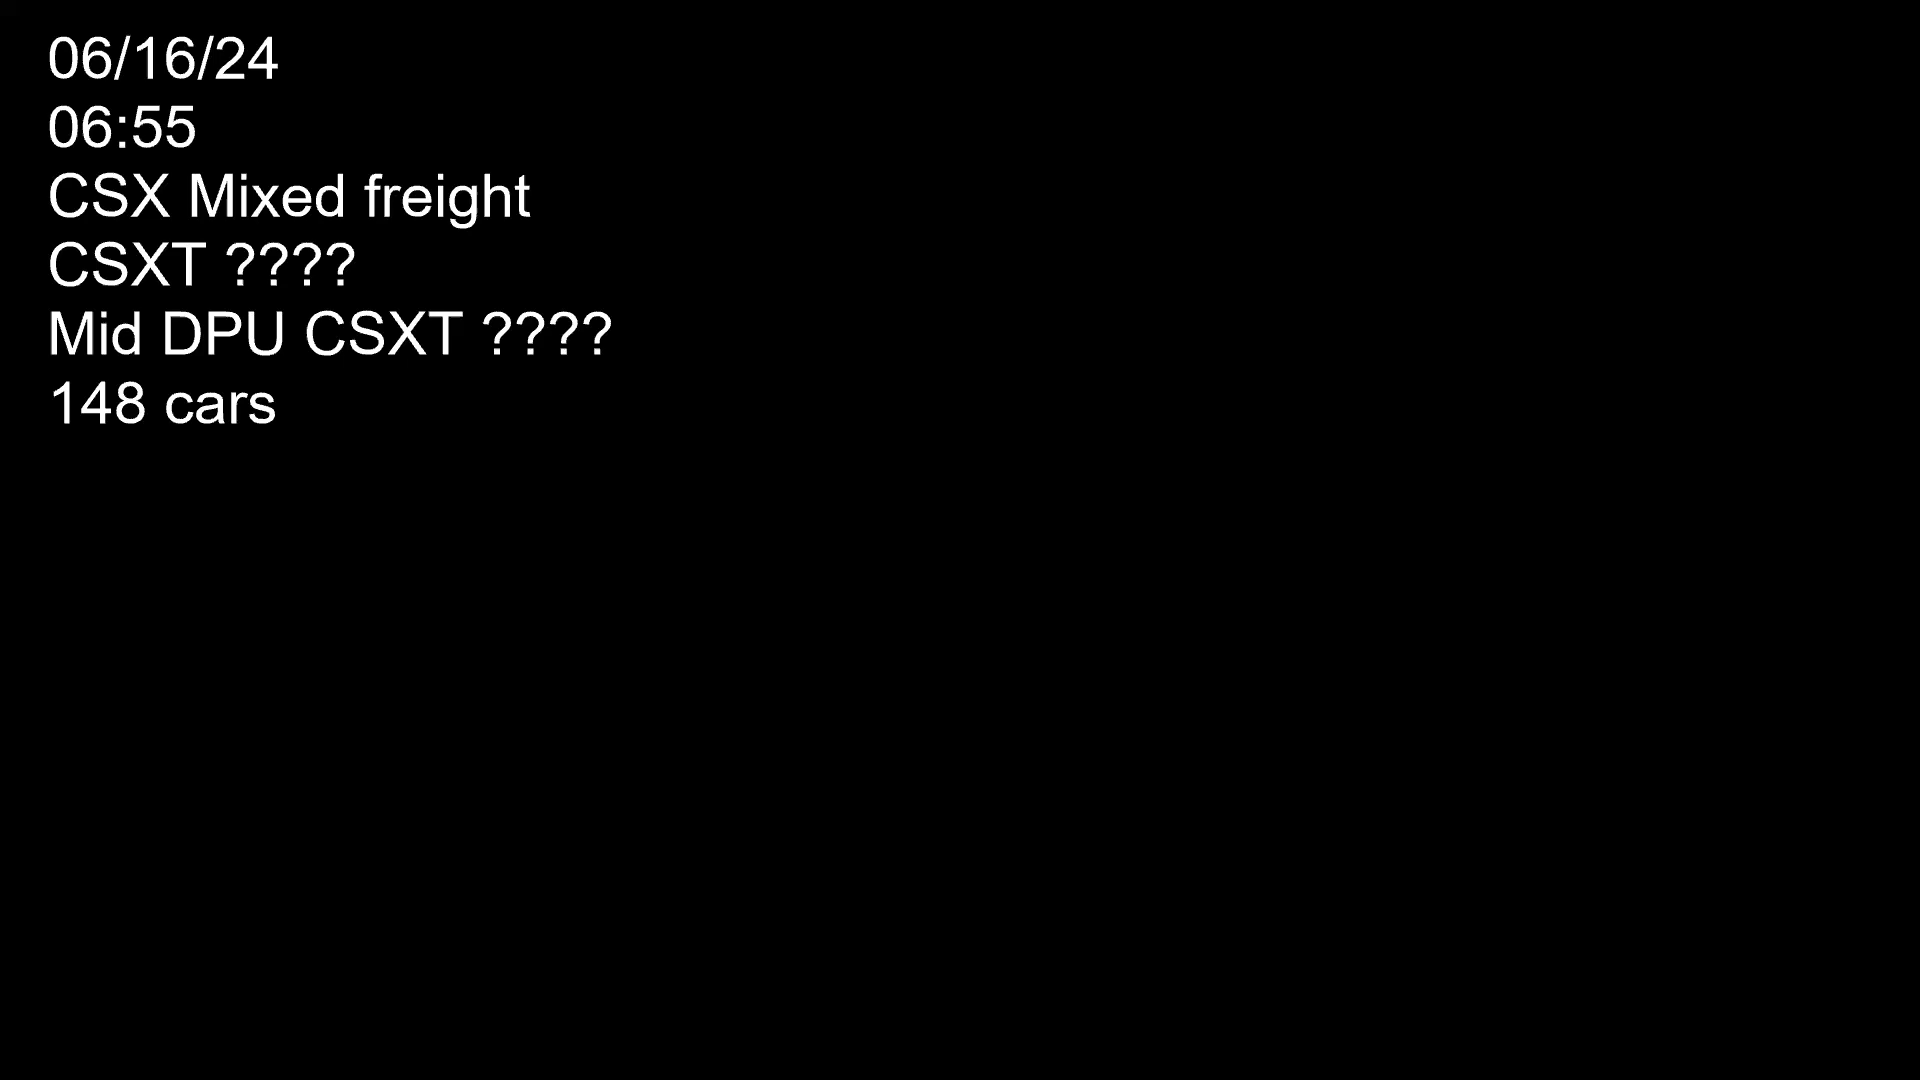 06/16/24
06:55
CSX Mixed freight
CSXT ????
Mid DPU CSXT ????
148 cars